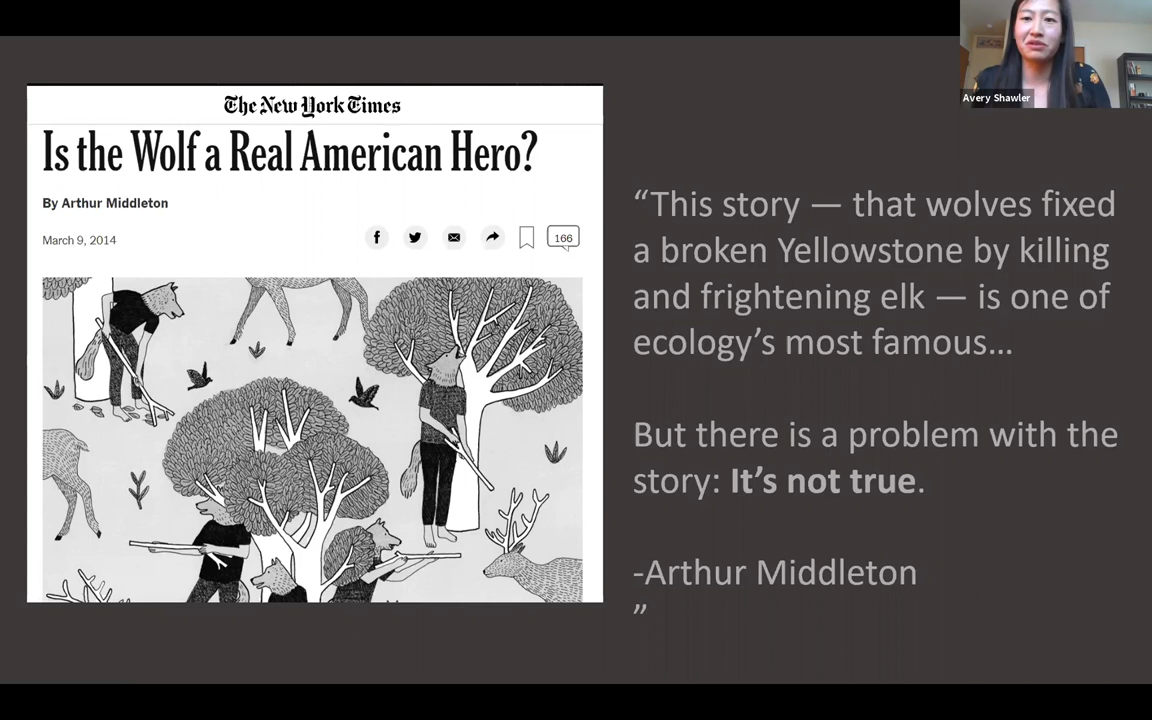 Avery Shawler
The New York Times
Is the Wolf a Real American Hero?
By Arthur Middleton
March 9, 2014
166
“This story — that wolves fixed
a broken Yellowstone by killing
and frightening elk — is one of
ecology’s most famous...
But there is a problem with the
story: It’s not true.
-Arthur Middleton
”